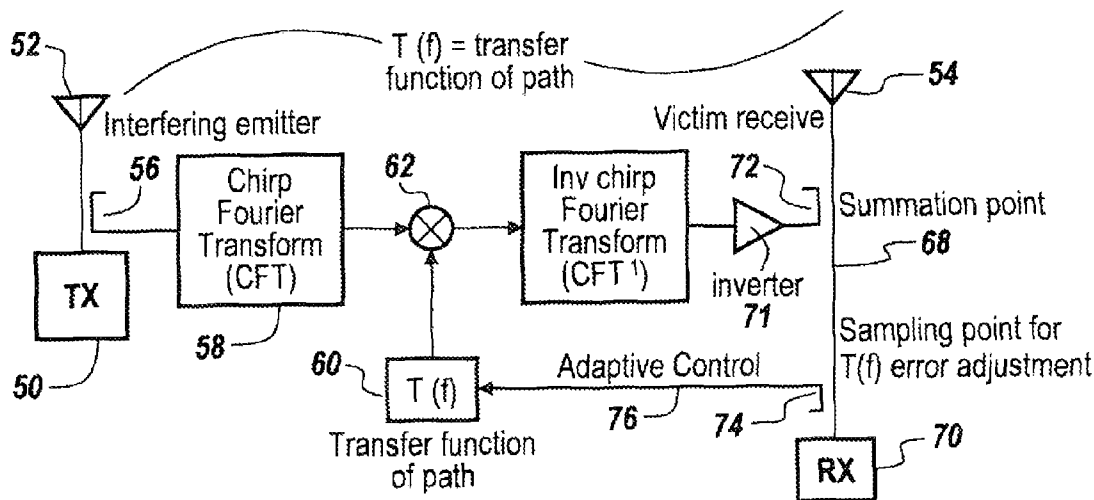 52
T (f) = transfer
function of path
54
Interfering emitter
Victim receive
56
62
72
Chirp
Fourier
Transform
(CFT)
Inv chirp
Fourier
Transform
(CFT ¹)
Summation point
68
TX
inverter
71
50
58
60
T (f)
Adaptive Control
76
74
Sampling point for
T(f) error adjustment
Transfer function
of path
RX
70